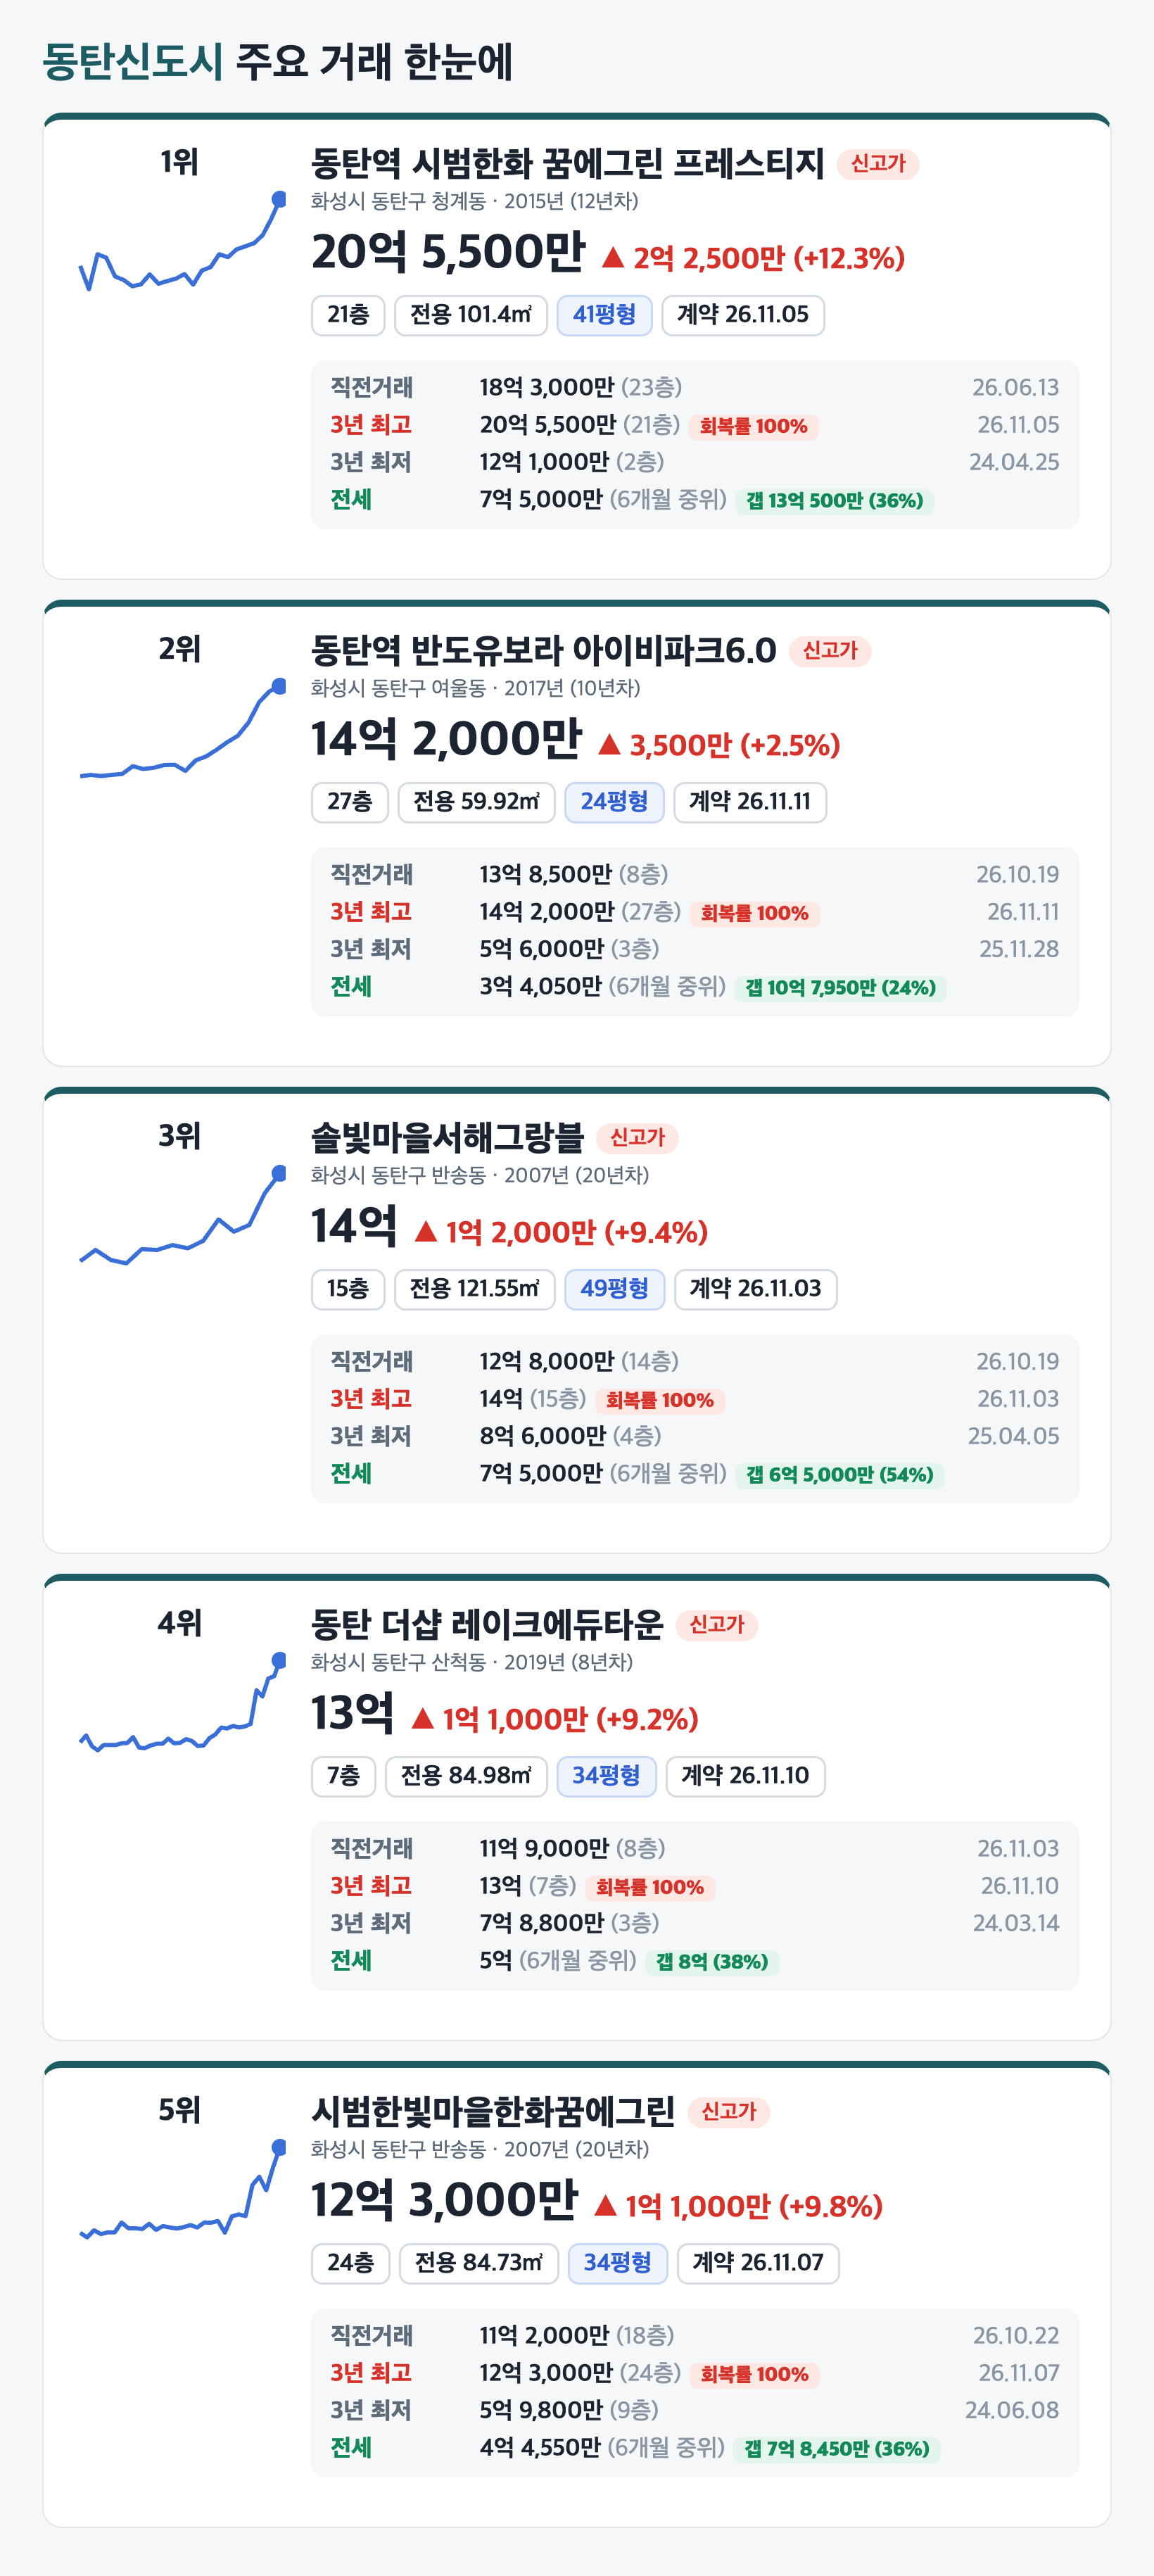 동탄신도시 주요 거래 한눈에
1위
동탄역 시범한화 꿈에그린 프레스티지 신고가
화성시 동탄구 청계동 · 2015년 (12년차)
20억 5,500만 ▲ 2억 2,500만 (+12.3%)
21층 전용 101.4㎡ 41평형 계약 26.11.05
직전거래 18억 3,000만 (23층) 26.06.13
3년 최고 20억 5,500만 (21층) 회복률 100% 26.11.05
3년 최저 12억 1,000만 (2층) 24.04.25
전세 7억 5,000만 (6개월 중위) 갭 13억 500만 (36%)
2위
동탄역 반도유보라 아이비파크6.0 신고가
화성시 동탄구 여울동 · 2017년 (10년차)
14억 2,000만 ▲ 3,500만 (+2.5%)
27층 전용 59.92㎡ 24평형 계약 26.11.11
직전거래 13억 8,500만 (8층) 26.10.19
3년 최고 14억 2,000만 (27층) 회복률 100% 26.11.11
3년 최저 5억 6,000만 (3층) 25.11.28
전세 3억 4,050만 (6개월 중위) 갭 10억 7,950만 (24%)
3위
솔빛마을서해그랑블 신고가
화성시 동탄구 반송동 · 2007년 (20년차)
14억 ▲ 1억 2,000만 (+9.4%)
15층 전용 121.55㎡ 49평형 계약 26.11.03
직전거래 12억 8,000만 (14층) 26.10.19
3년 최고 14억 (15층) 회복률 100% 26.11.03
3년 최저 8억 6,000만 (4층) 25.04.05
전세 7억 5,000만 (6개월 중위) 갭 6억 5,000만 (54%)
4위
동탄 더샵 레이크에듀타운 신고가
화성시 동탄구 산척동 · 2019년 (8년차)
13억 ▲ 1억 1,000만 (+9.2%)
7층 전용 84.98㎡ 34평형 계약 26.11.10
직전거래 11억 9,000만 (8층) 26.11.03
3년 최고 13억 (7층) 회복률 100% 26.11.10
3년 최저 7억 8,800만 (3층) 24.03.14
전세 5억 (6개월 중위) 갭 8억 (38%)
5위
시범한빛마을한화꿈에그린 신고가
화성시 동탄구 반송동 · 2007년 (20년차)
12억 3,000만 ▲ 1억 1,000만 (+9.8%)
24층 전용 84.73㎡ 34평형 계약 26.11.07
직전거래 11억 2,000만 (18층) 26.10.22
3년 최고 12억 3,000만 (24층) 회복률 100% 26.11.07
3년 최저 5억 9,800만 (9층) 24.06.08
전세 4억 4,550만 (6개월 중위) 갭 7억 8,450만 (36%)